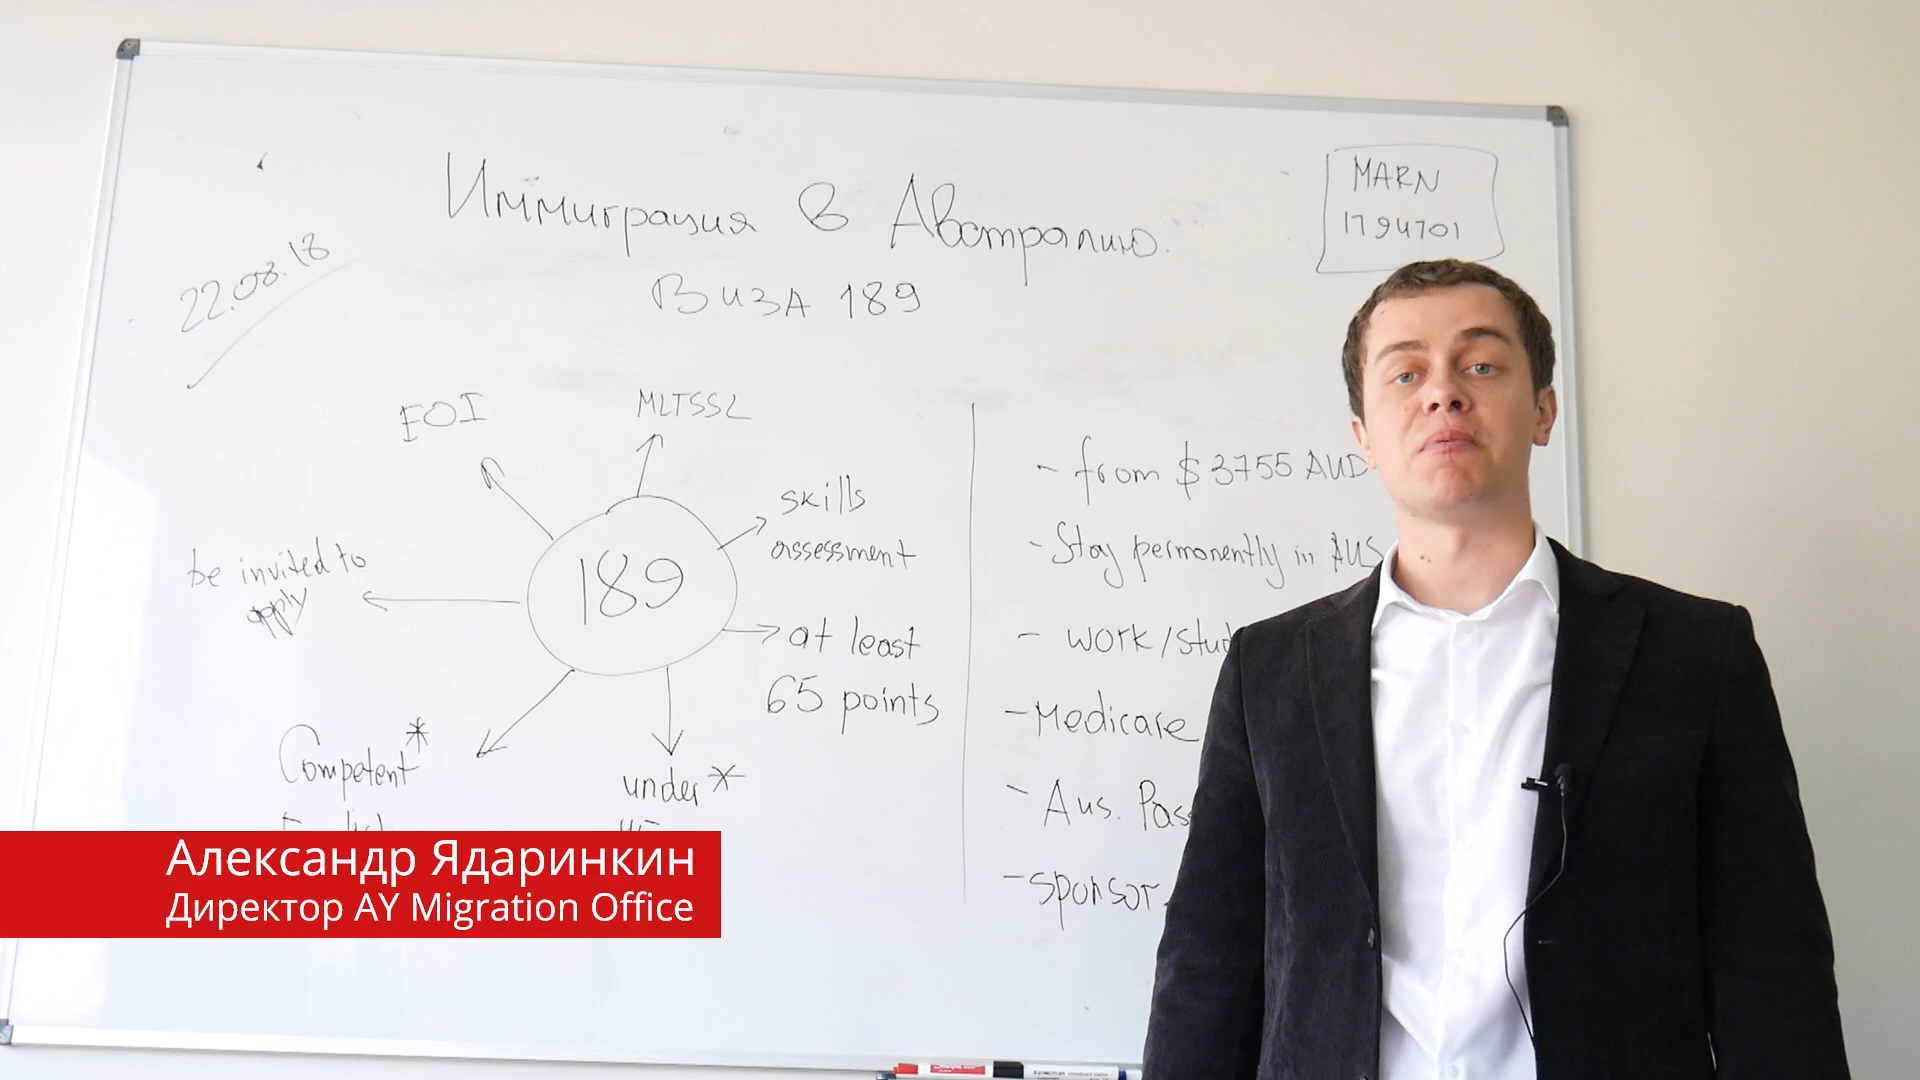 Иммиграция в Австралию.
Виза 189
MARN
1794701
22.08.18
EOI
MLTSSL
skills
assessment
be invited to
apply
189
at least
65 points
Competent*
under*
- from $3755 AUD
- Stay permanently in AUS
- work/stud
- Medicare
- Aus. Pass
- sponsor
Александр Ядаринкин
Директор AY Migration Office